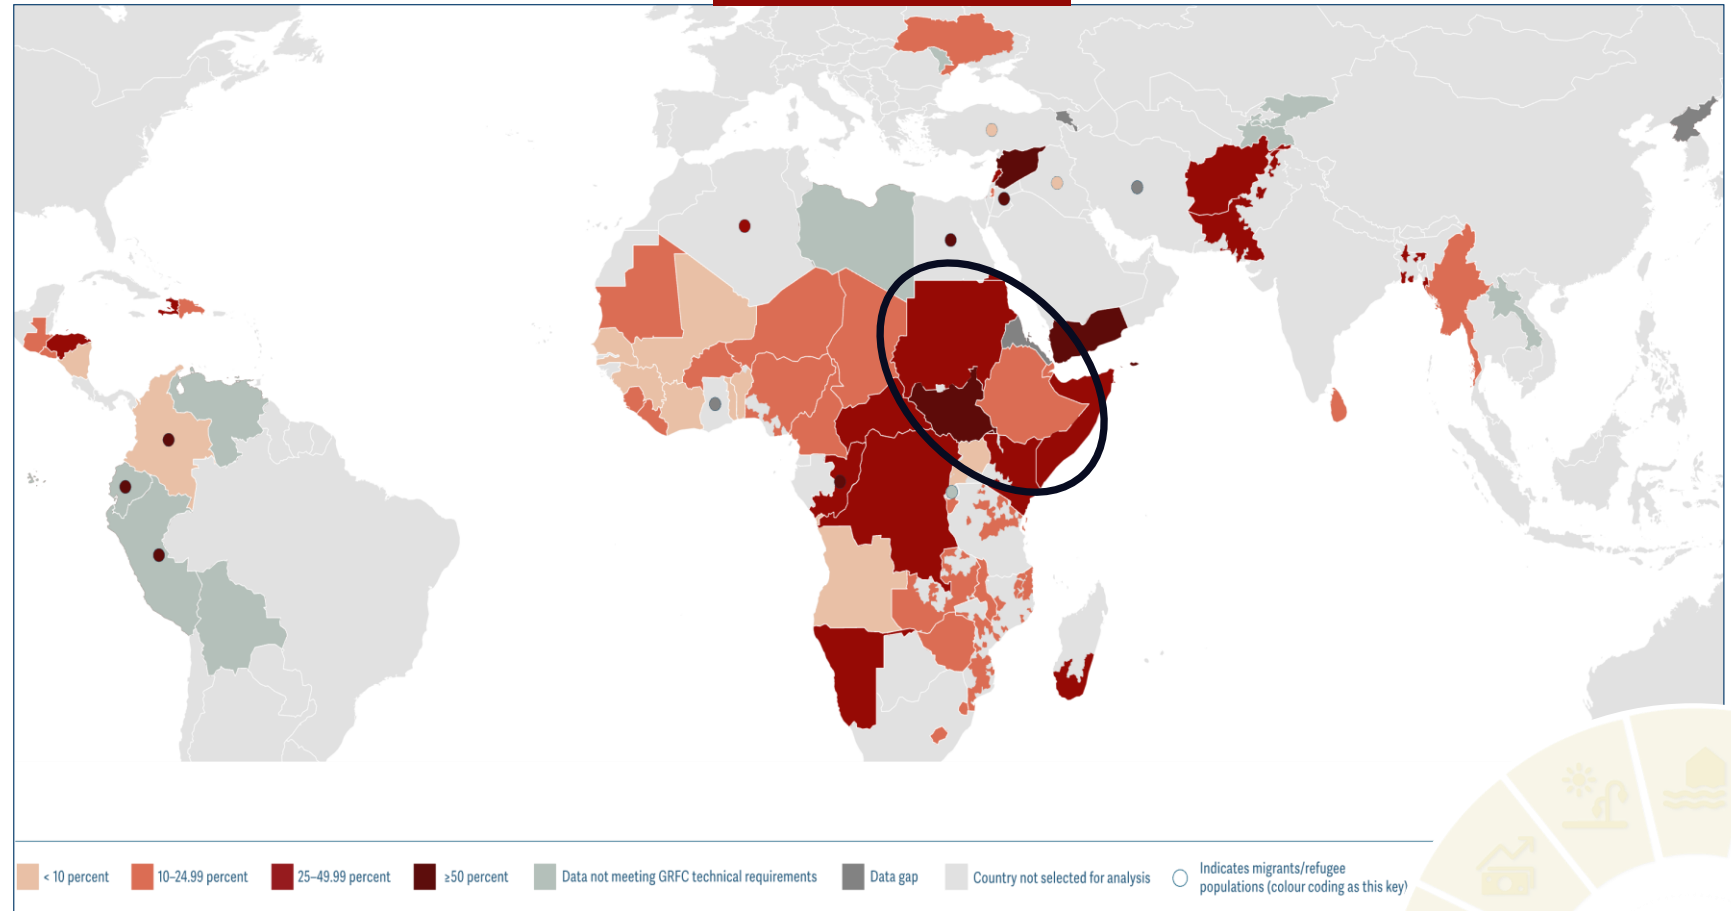 < 10 percent
10–24.99 percent
25–49.99 percent
≥50 percent
Data not meeting GRFC technical requirements
Data gap
Country not selected for analysis
Indicates migrants/refugee
populations (colour coding as this key)